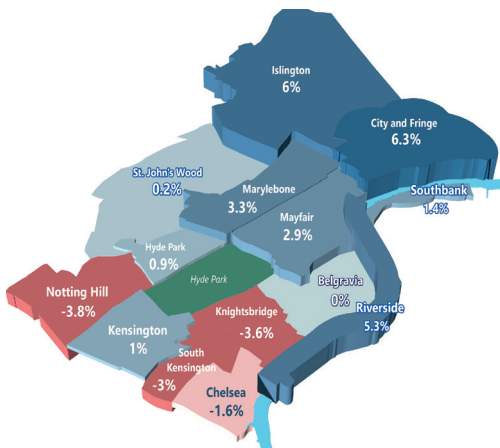 Islington
6%
City and Fringe
6.3%
St. John's Wood
0.2%
Marylebone
3.3%
Southbank
1.4%
Mayfair
2.9%
Hyde Park
0.9%
Hyde Park
Belgravia
0%
Notting Hill
-3.8%
Riverside
5.3%
Knightsbridge
-3.6%
Kensington
1%
South
Kensington
-3%
Chelsea
-1.6%